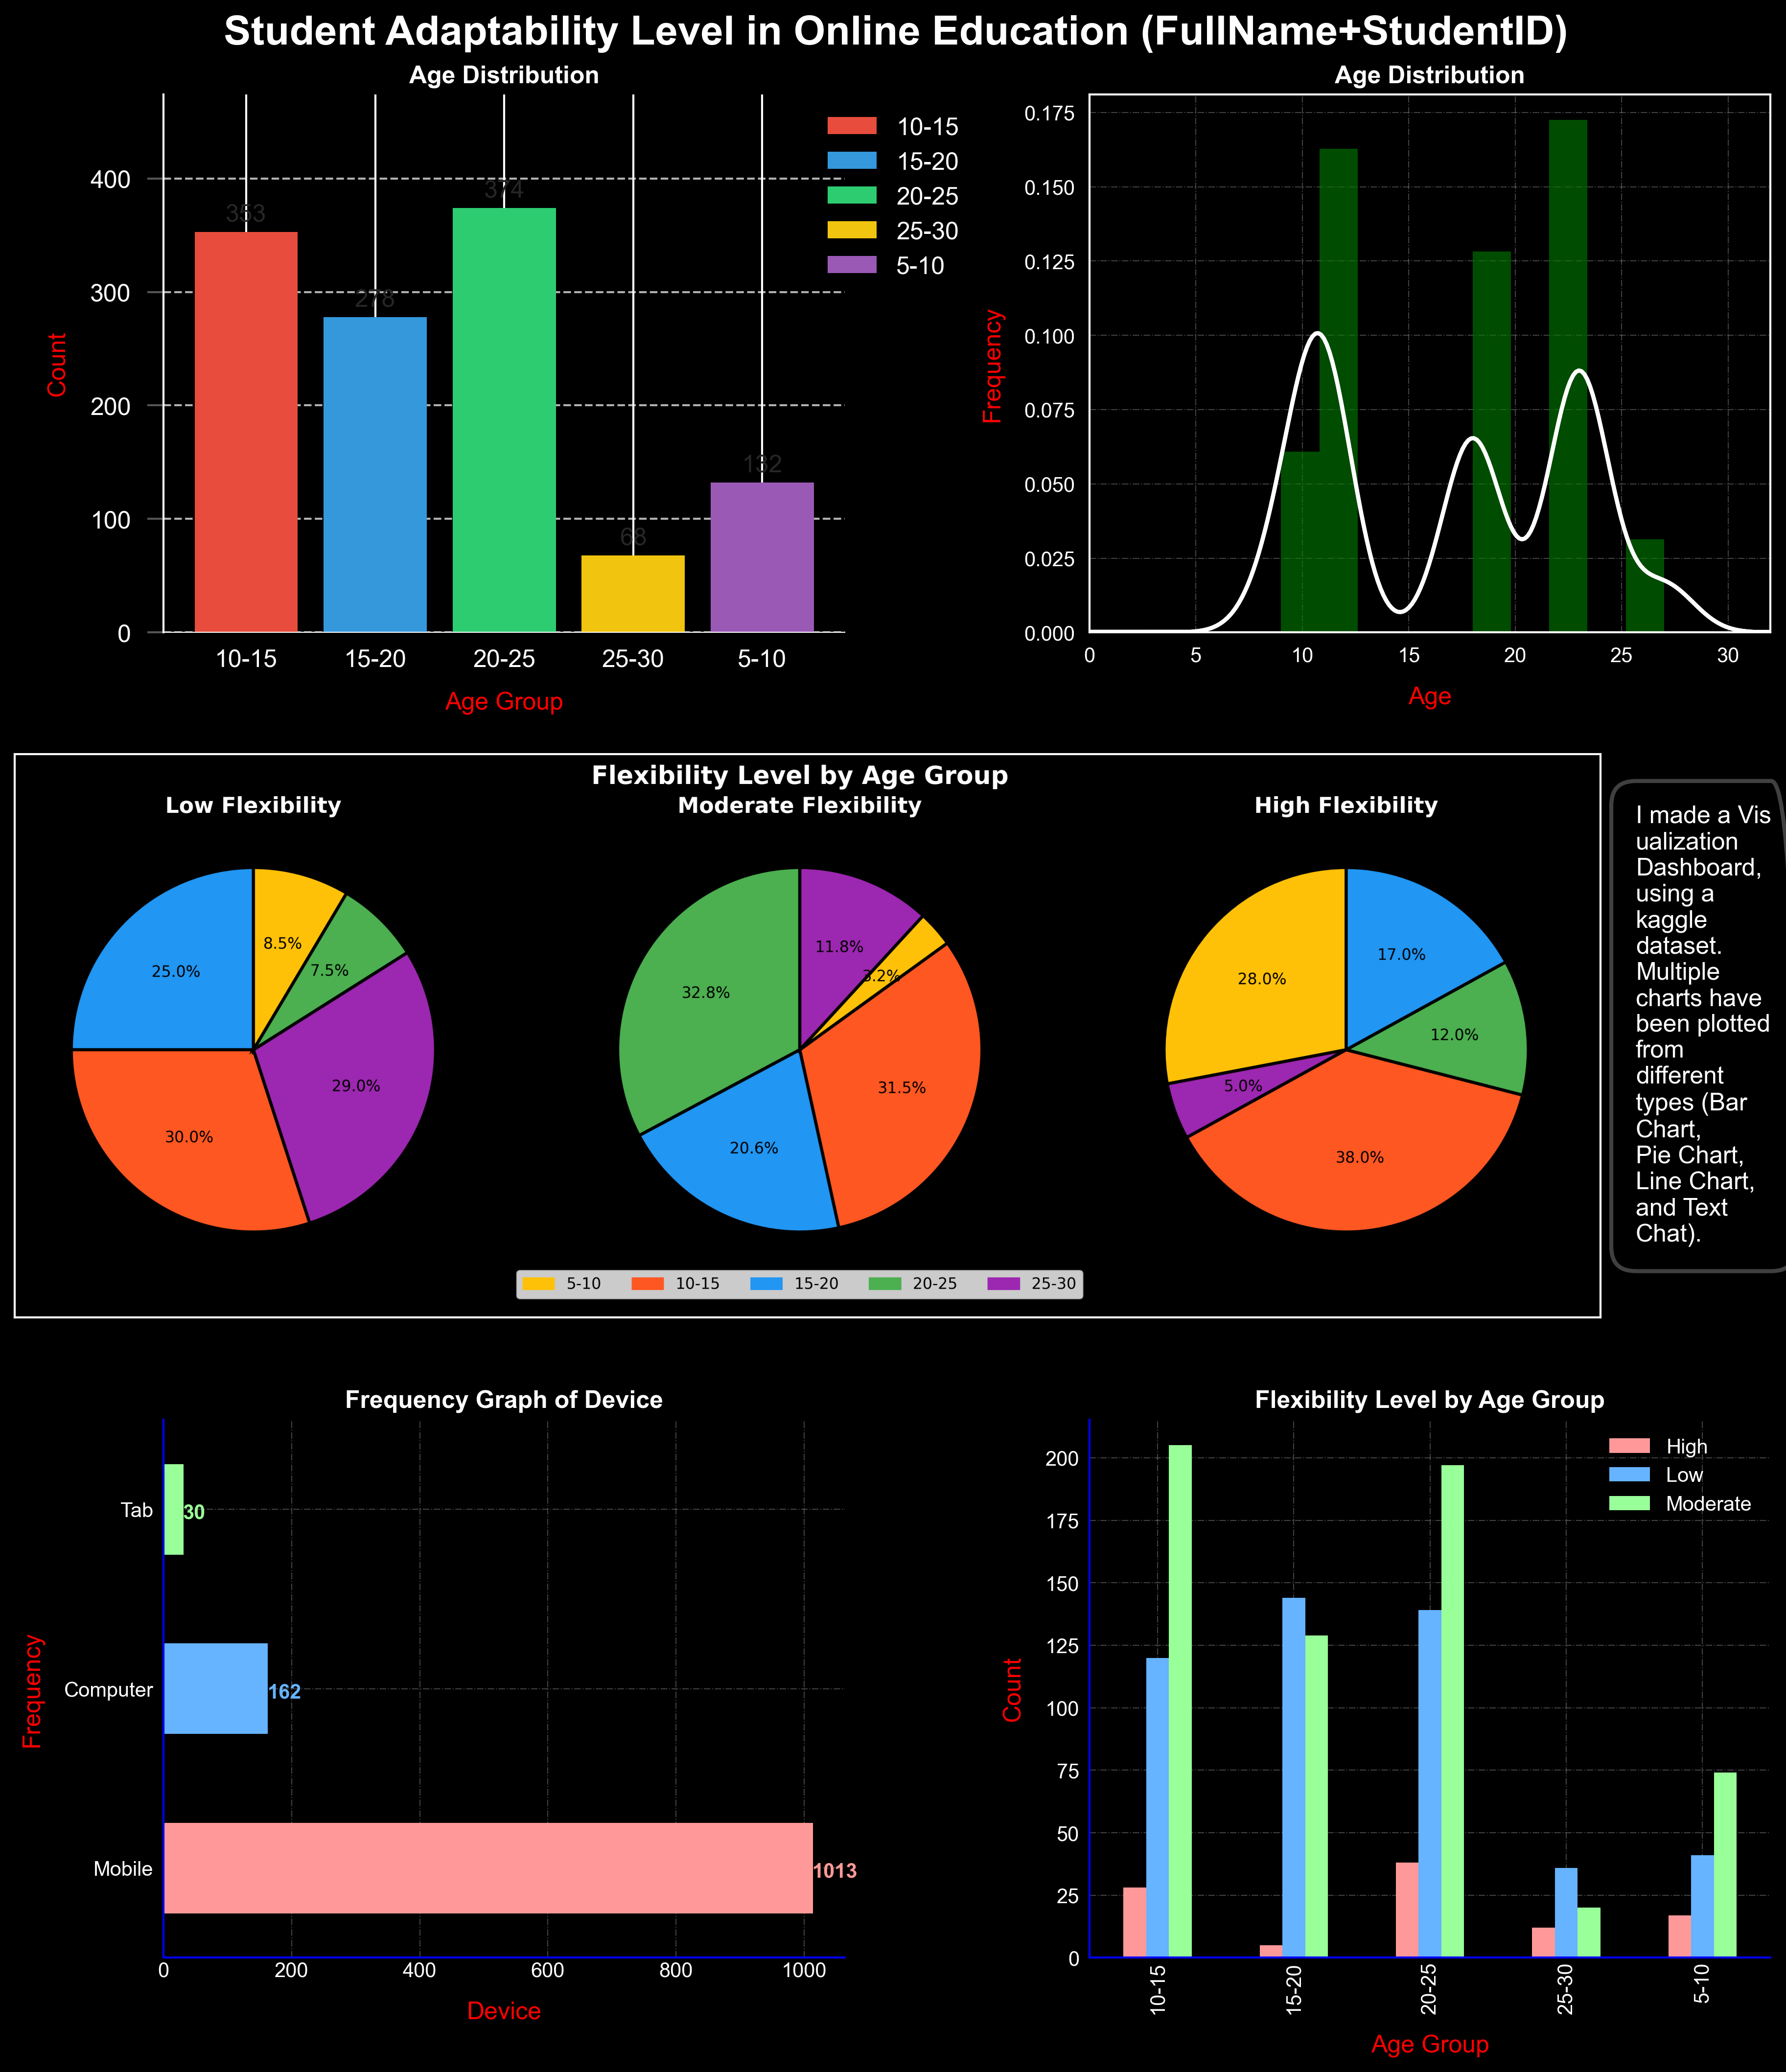 Student Adaptability Level in Online Education (FullName+StudentID)
Age Distribution
400
300
200
100
0
Count
353
278
374
68
132
10-15
15-20
20-25
25-30
5-10
Age Group
10-15
15-20
20-25
25-30
5-10
Age Distribution
0.175
0.150
0.125
0.100
0.075
0.050
0.025
0.000
Frequency
0
5
10
15
20
25
30
Age
Flexibility Level by Age Group
Low Flexibility
8.5%
7.5%
25.0%
29.0%
30.0%
Moderate Flexibility
11.8%
3.2%
32.8%
31.5%
20.6%
High Flexibility
17.0%
28.0%
12.0%
5.0%
38.0%
5-10
10-15
15-20
20-25
25-30
I made a Vis
ualization
Dashboard,
using a
kaggle
dataset.
Multiple
charts have
been plotted
from
different
types (Bar
Chart,
Pie Chart,
Line Chart,
and Text
Chat).
Frequency Graph of Device
Tab
30
Computer
162
Mobile
1013
Frequency
0
200
400
600
800
1000
Device
Flexibility Level by Age Group
High
Low
Moderate
200
175
150
125
100
75
50
25
0
Count
10-15
15-20
20-25
25-30
5-10
Age Group